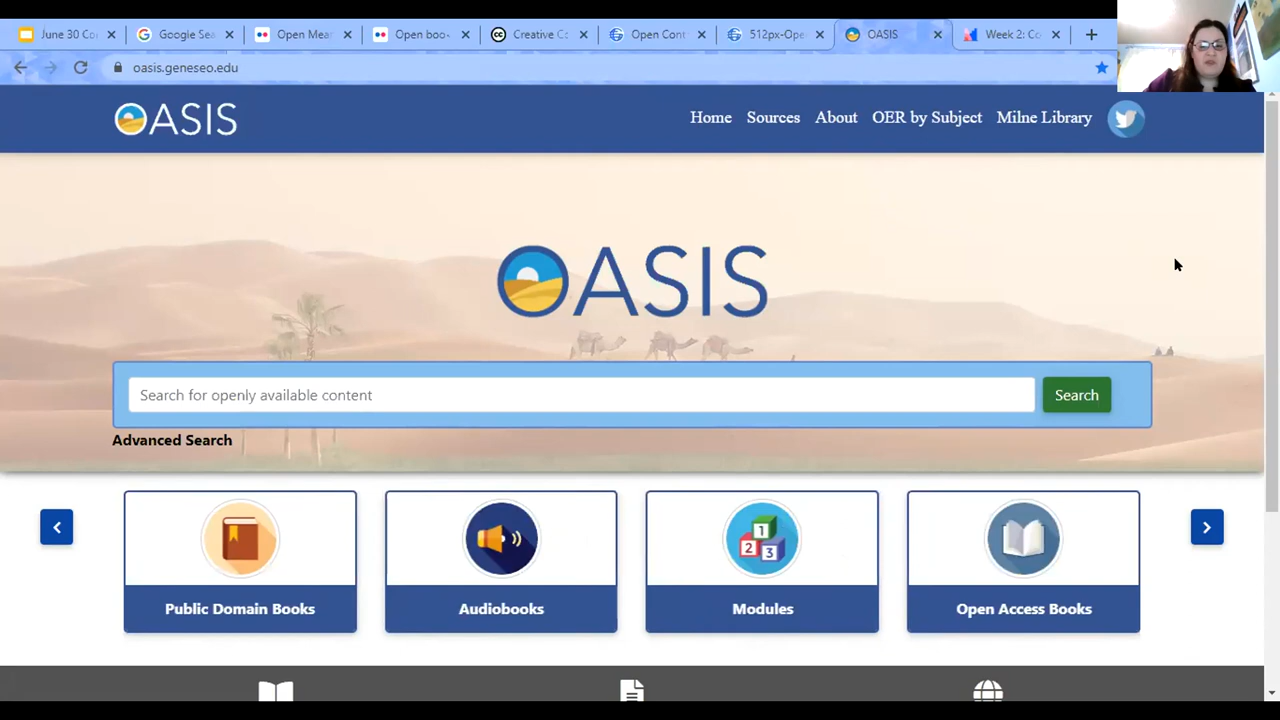 June 30 Co
Google Sea
Open Mea
Open boo
Creative C
Open Cont
512px-Ope
OASIS
Week 2: Co
oasis.geneseo.edu
OASIS
Home Sources About OER by Subject Milne Library
OASIS
Search for openly available content
Search
Advanced Search
Public Domain Books
Audiobooks
Modules
Open Access Books